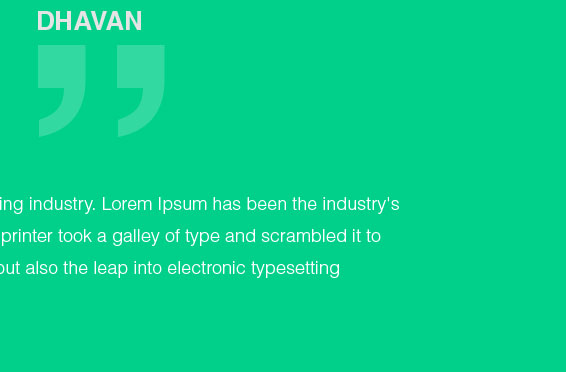 DHAVAN
ing industry. Lorem Ipsum has been the industry's
printer took a galley of type and scrambled it to
but also the leap into electronic typesetting